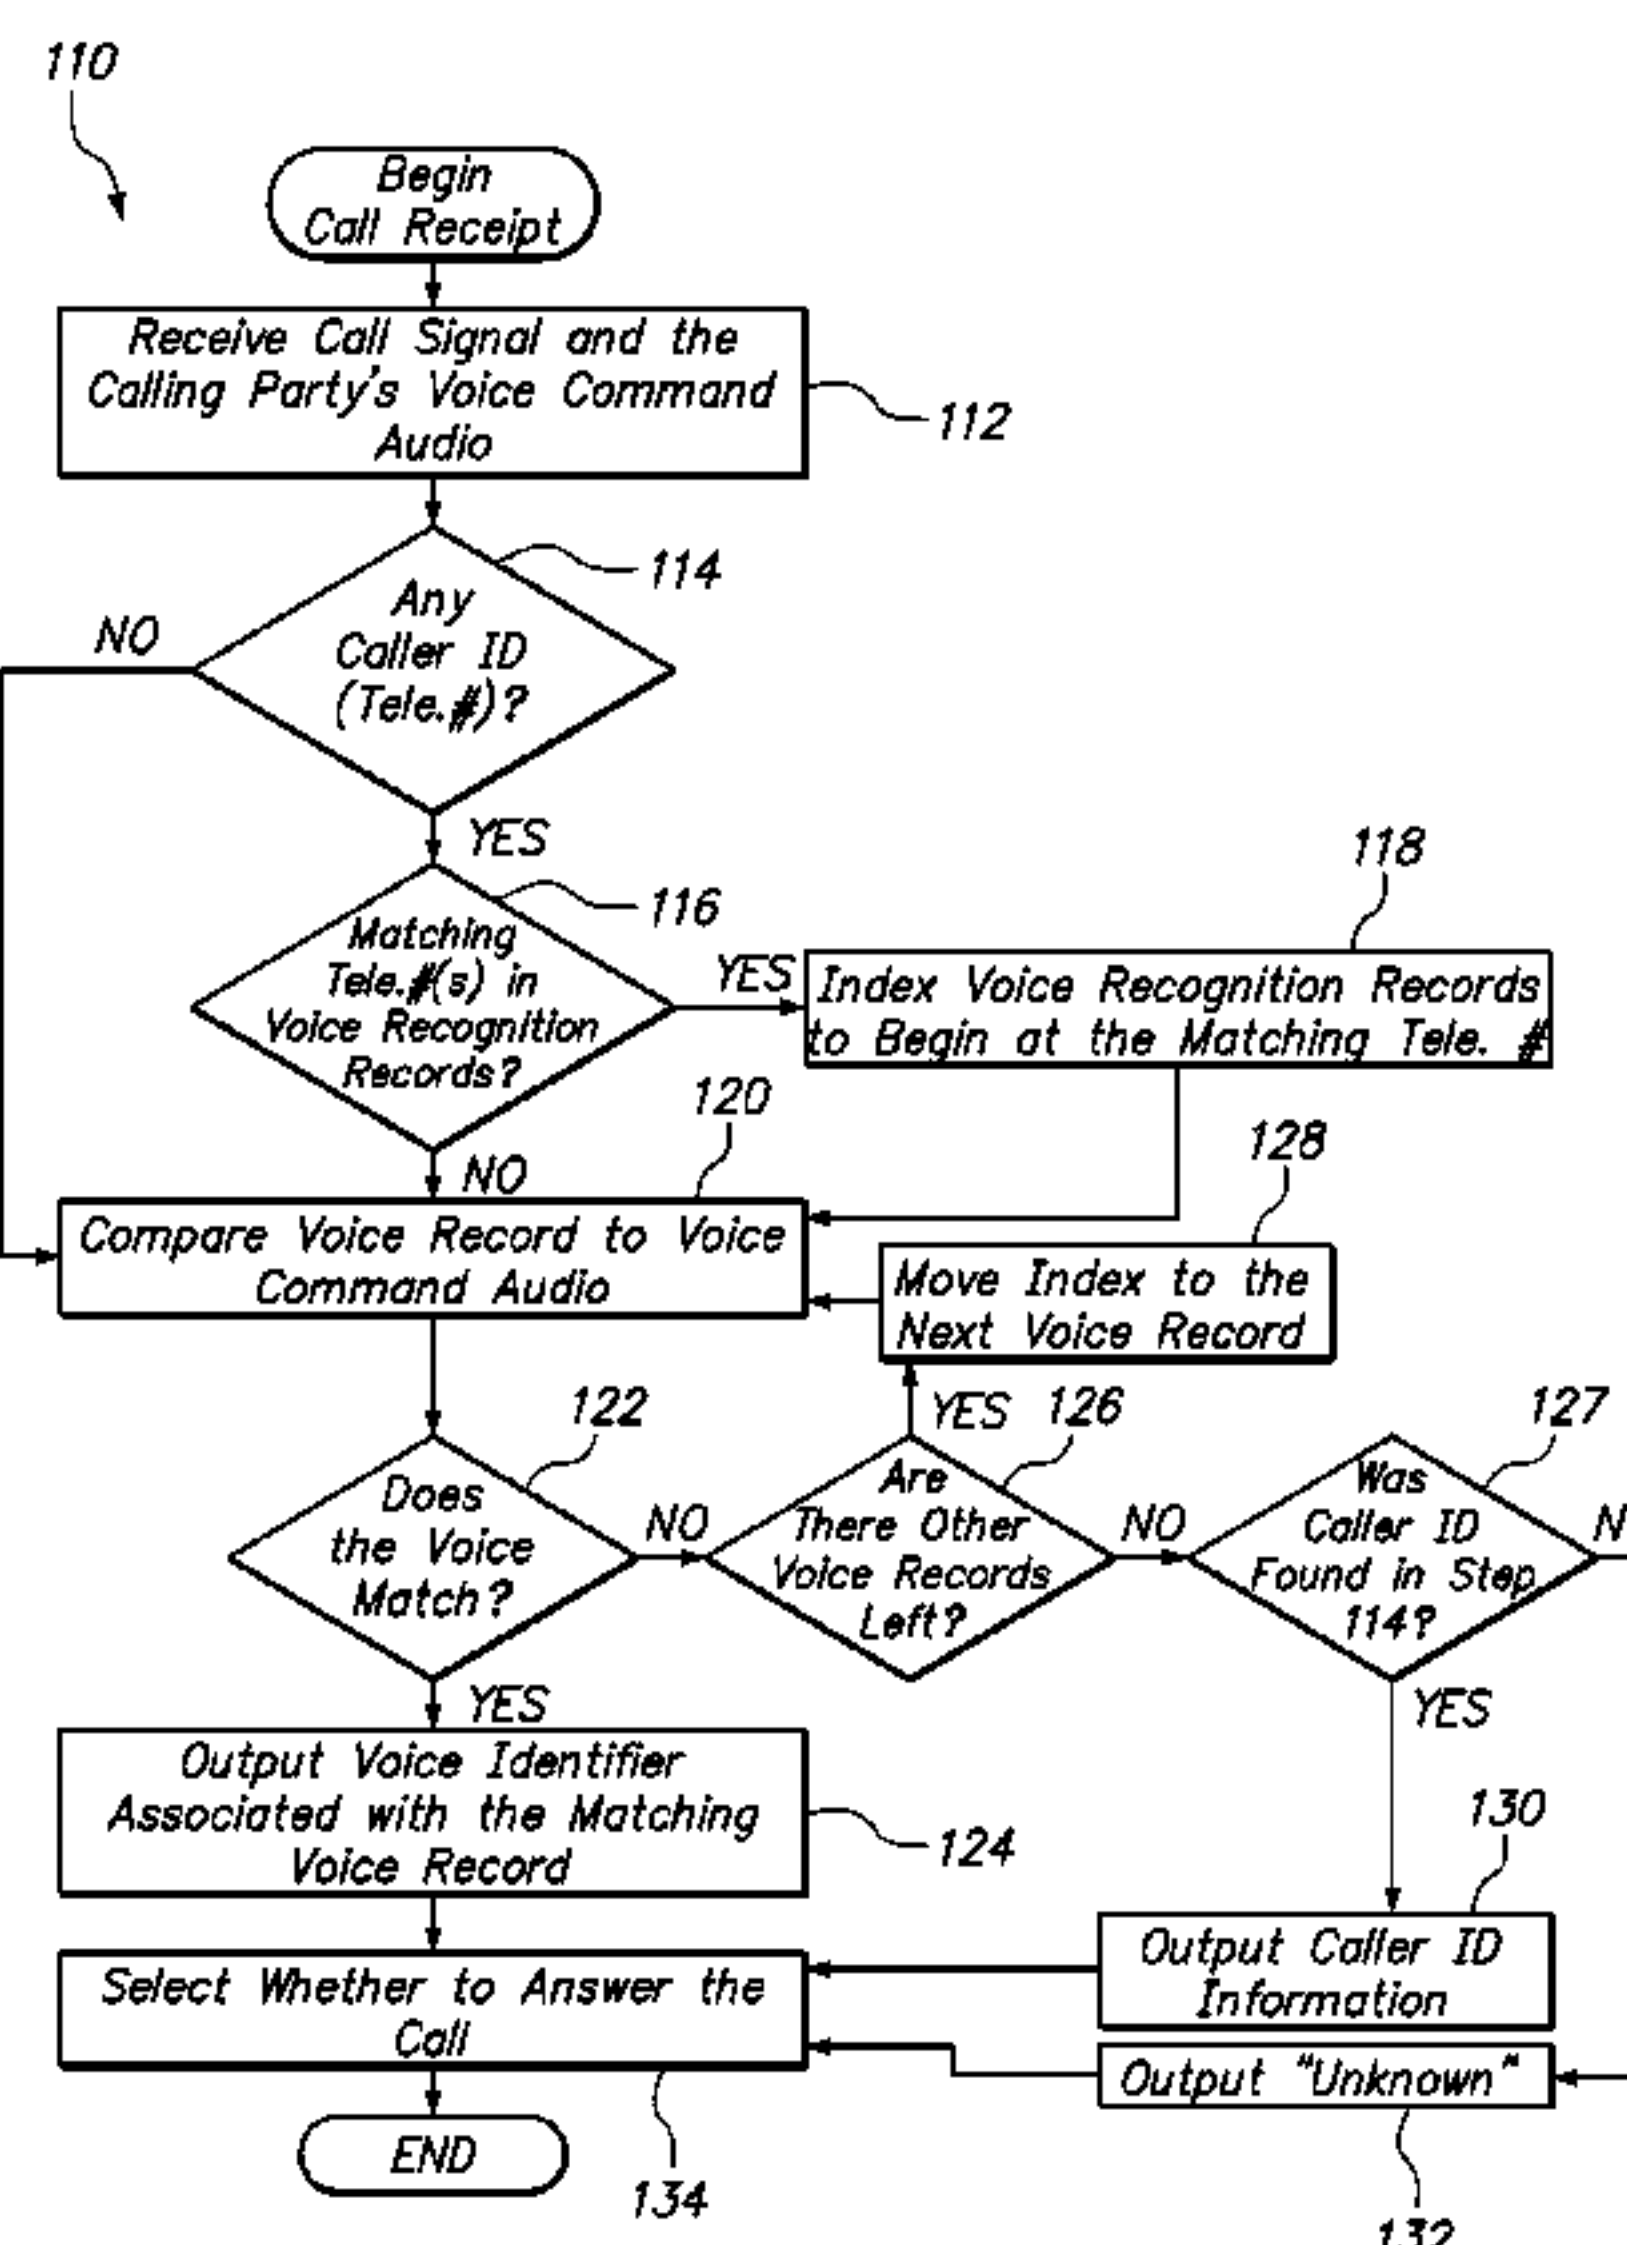 110
Begin
Call Receipt
Receive Call Signal and the
Calling Party's Voice Command
Audio
112
114
Any
Caller ID
(Tele.#)?
NO
YES
116
Matching
Tele.#(s) in
Voice Recognition
Records?
YES
118
Index Voice Recognition Records
to Begin at the Matching Tele. #
NO
120
Compare Voice Record to Voice
Command Audio
128
Move Index to the
Next Voice Record
122
Does
the Voice
Match?
NO
YES
126
Are
There Other
Voice Records
Left?
NO
127
Was
Caller ID
Found in Step
114?
N
YES
YES
Output Voice Identifier
Associated with the Matching
Voice Record
124
130
Output Caller ID
Information
Select Whether to Answer the
Call
Output "Unknown"
END
134
132